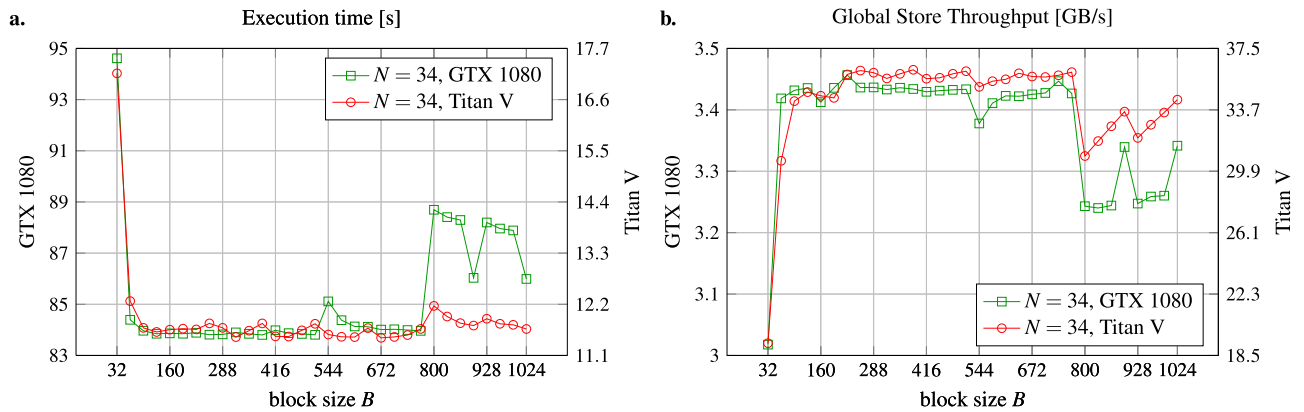 a.
Execution time [s]
95
93
91
89
87
85
83
GTX 1080
17.7
16.6
15.5
14.4
13.3
12.2
11.1
Titan V
N = 34, GTX 1080
N = 34, Titan V
32 160 288 416 544 672 800 928 1024
block size B
b.
Global Store Throughput [GB/s]
3.5
3.4
3.3
3.2
3.1
3
GTX 1080
37.5
33.7
29.9
26.1
22.3
18.5
Titan V
N = 34, GTX 1080
N = 34, Titan V
32 160 288 416 544 672 800 928 1024
block size B